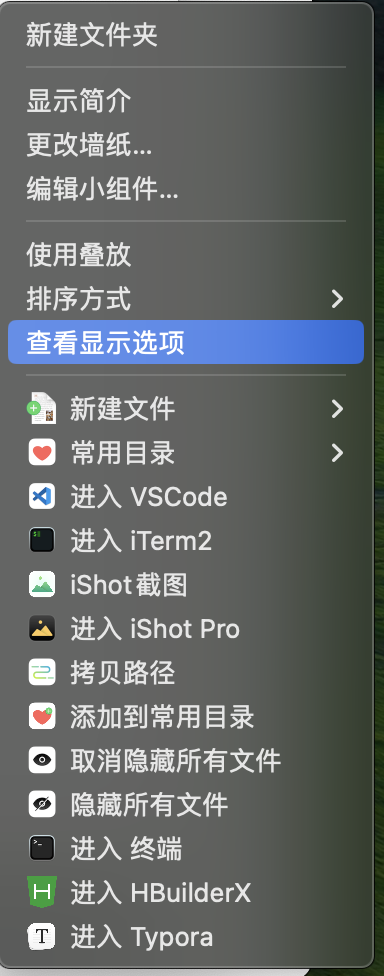 新建文件夹
显示简介
更改墙纸...
编辑小组件...
使用叠放
排序方式
查看显示选项
新建文件
常用目录
进入 VSCode
进入 iTerm2
iShot截图
进入 iShot Pro
拷贝路径
添加到常用目录
取消隐藏所有文件
隐藏所有文件
进入 终端
H 进入 HBuilderX
T 进入 Typora